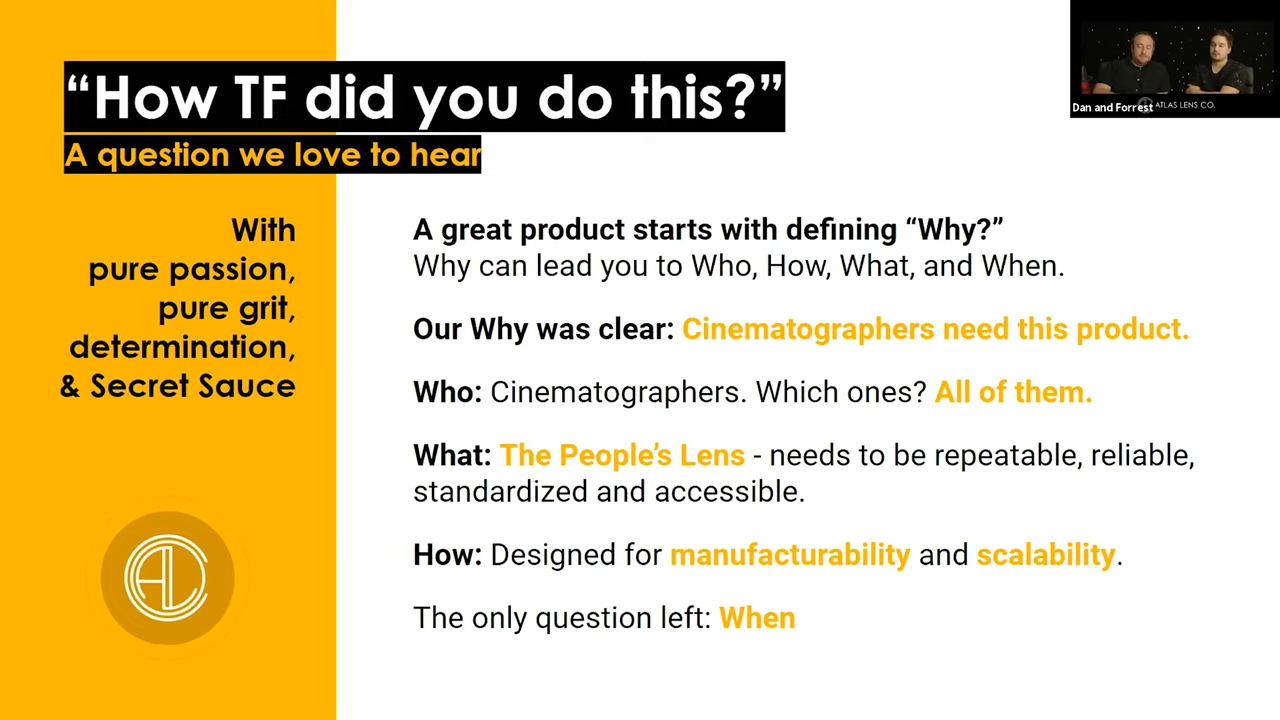 “How TF did you do this?”
A question we love to hear
With
pure passion,
pure grit,
determination,
& Secret Sauce
A great product starts with defining “Why?”
Why can lead you to Who, How, What, and When.
Our Why was clear: Cinematographers need this product.
Who: Cinematographers. Which ones? All of them.
What: The People’s Lens - needs to be repeatable, reliable,
standardized and accessible.
How: Designed for manufacturability and scalability.
The only question left: When
Dan and Forrest
ATLAS LENS CO.